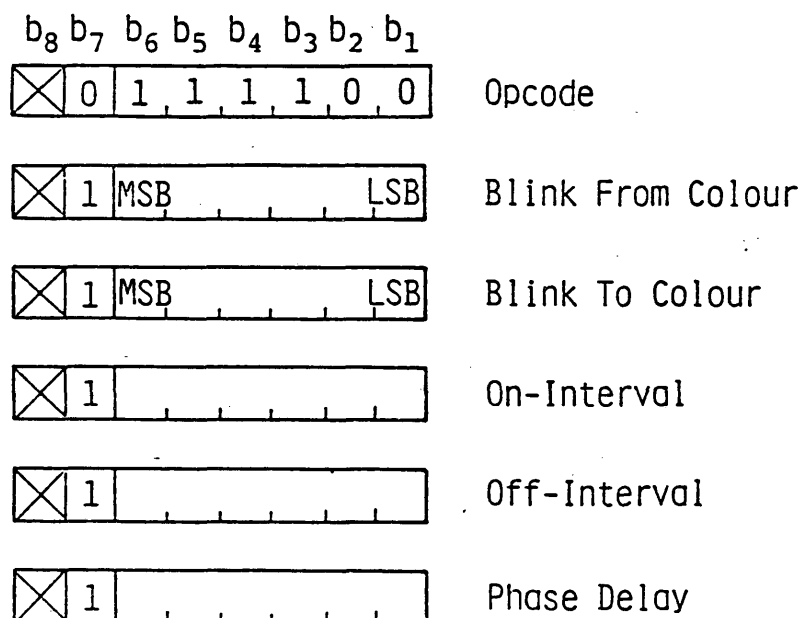 b8 b7 b6 b5 b4 b3 b2 b1
0 1 1 1 1 0 0 Opcode
1 MSB LSB Blink From Colour
1 MSB LSB Blink To Colour
1 On-Interval
1 Off-Interval
1 Phase Delay